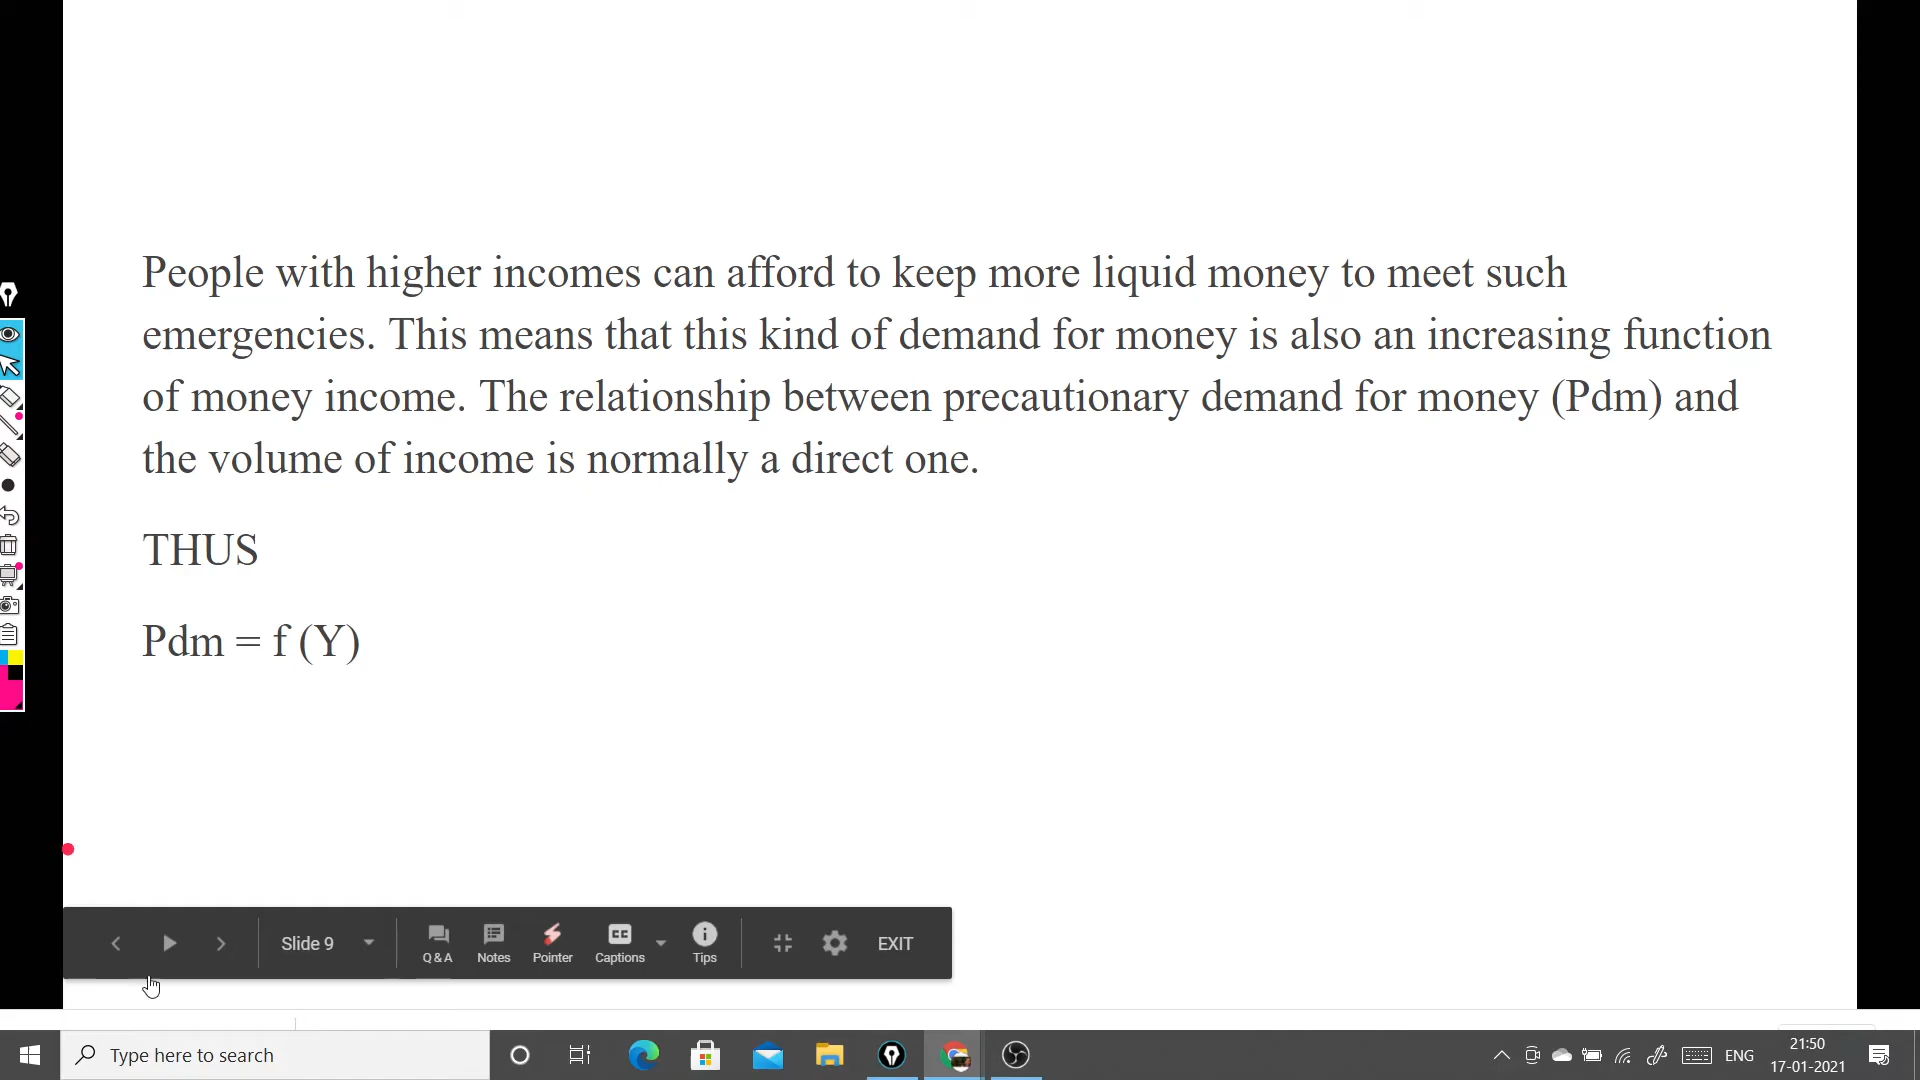 People with higher incomes can afford to keep more liquid money to meet such
emergencies. This means that this kind of demand for money is also an increasing function
of money income. The relationship between precautionary demand for money (Pdm) and
the volume of income is normally a direct one.
THUS
Pdm = f (Y)
Slide 9
Q & A
Notes
Pointer
CC
Captions
Tips
EXIT
Type here to search
ENG
21:50
17-01-2021